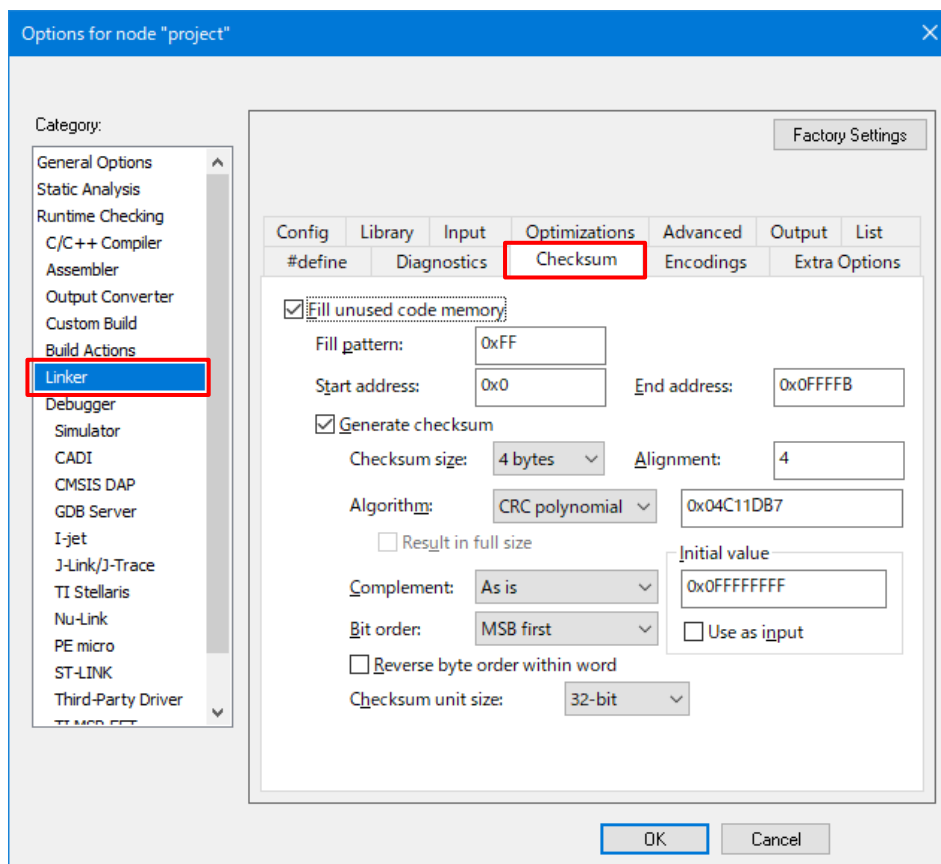 Options for node "project"
Category:
Factory Settings
General Options
Static Analysis
Runtime Checking
C/C++ Compiler
Assembler
Output Converter
Custom Build
Build Actions
Linker
Debugger
Simulator
CADI
CMSIS DAP
GDB Server
I-jet
J-Link/J-Trace
TI Stellaris
Nu-Link
PE micro
ST-LINK
Third-Party Driver
Config Library Input Optimizations Advanced Output List
#define Diagnostics Checksum Encodings Extra Options
Fill unused code memory
Fill pattern: 0xFF
Start address: 0x0 End address: 0x0FFFFB
Generate checksum
Checksum size: 4 bytes Alignment: 4
Algorithm: CRC polynomial 0x04C11DB7
Result in full size
Initial value
Complement: As is 0x0FFFFFFFF
Bit order: MSB first Use as input
Reverse byte order within word
Checksum unit size: 32-bit
OK Cancel